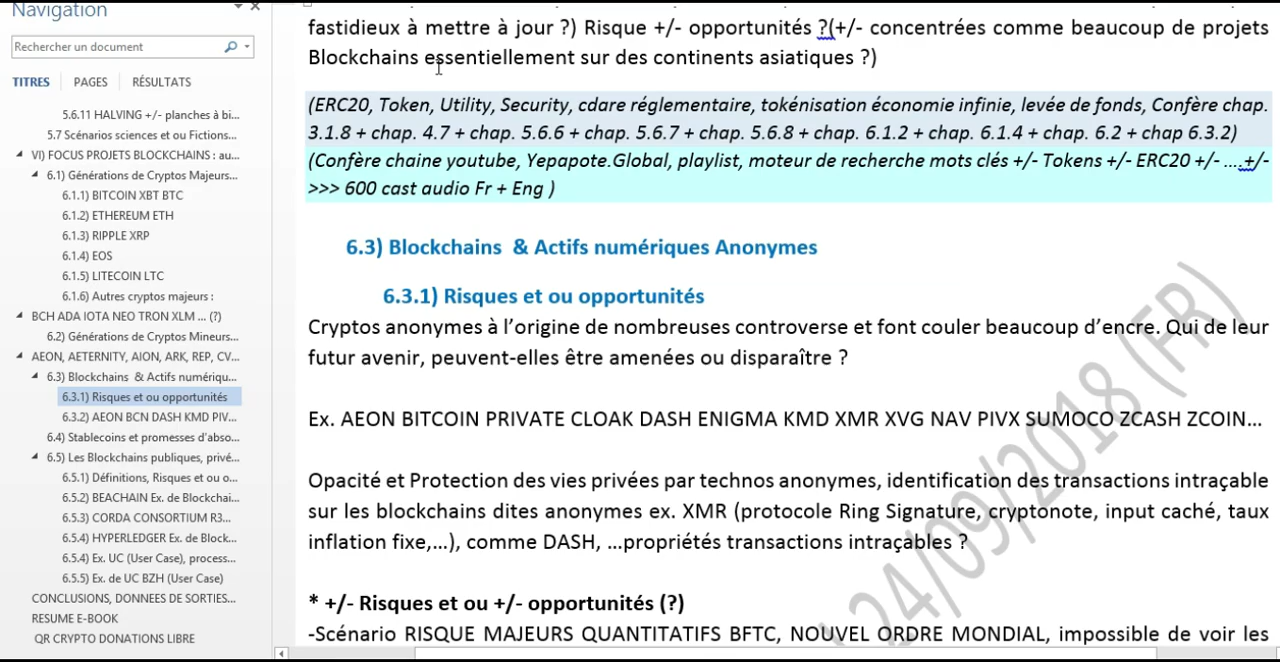 Navigation
Rechercher un document
TITRES PAGES RÉSULTATS
5.6.11 HALVING +/- planches à bi...
5.7 Scénarios sciences et ou Fictions...
VI) FOCUS PROJETS BLOCKCHAINS : au...
6.1) Générations de Cryptos Majeurs...
6.1.1) BITCOIN XBT BTC
6.1.2) ETHEREUM ETH
6.1.3) RIPPLE XRP
6.1.4) EOS
6.1.5) LITECOIN LTC
6.1.6) Autres cryptos majeurs :
BCH ADA IOTA NEO TRON XLM ... (?)
6.2) Générations de Cryptos Mineurs...
AEON, AETERNITY, AION, ARK, REP, CV...
6.3) Blockchains & Actifs numériqu...
6.3.1) Risques et ou opportunités
6.3.2) AEON BCN DASH KMD PIV...
6.4) Stablecoins et promesses d'abso...
6.5) Les Blockchains publiques, privé...
6.5.1) Définitions, Risques et ou o...
6.5.2) BEACHAIN Ex. de Blockchai...
6.5.3) CORDA CONSORTIUM R3...
6.5.4) HYPERLEDGER Ex. de Block...
6.5.4) Ex. UC (User Case), process...
6.5.5) Ex. de UC BZH (User Case)
CONCLUSIONS, DONNEES DE SORTIES...
RESUME E-BOOK
QR CRYPTO DONATIONS LIBRE
fastidieux à mettre à jour ?) Risque +/- opportunités ?(+/- concentrées comme beaucoup de projets
Blockchains essentiellement sur des continents asiatiques ?)
(ERC20, Token, Utility, Security, cdare réglementaire, tokénisation économie infinie, levée de fonds, Confère chap.
3.1.8 + chap. 4.7 + chap. 5.6.6 + chap. 5.6.7 + chap. 5.6.8 + chap. 6.1.2 + chap. 6.1.4 + chap. 6.2 + chap 6.3.2)
(Confère chaine youtube, Yepapote.Global, playlist, moteur de recherche mots clés +/- Tokens +/- ERC20 +/- ....+/-
>>> 600 cast audio Fr + Eng )
6.3) Blockchains & Actifs numériques Anonymes
6.3.1) Risques et ou opportunités
Cryptos anonymes à l'origine de nombreuses controverse et font couler beaucoup d'encre. Qui de leur
futur avenir, peuvent-elles être amenées ou disparaître ?
Ex. AEON BITCOIN PRIVATE CLOAK DASH ENIGMA KMD XMR XVG NAV PIVX SUMOCO ZCASH ZCOIN...
Opacité et Protection des vies privées par technos anonymes, identification des transactions intraçable
sur les blockchains dites anonymes ex. XMR (protocole Ring Signature, cryptonote, input caché, taux
inflation fixe,...), comme DASH, ...propriétés transactions intraçables ?
* +/- Risques et ou +/- opportunités (?)
-Scénario RISQUE MAJEURS QUANTITATIFS BFTC, NOUVEL ORDRE MONDIAL, impossible de voir les
24/09/2018 (FR)